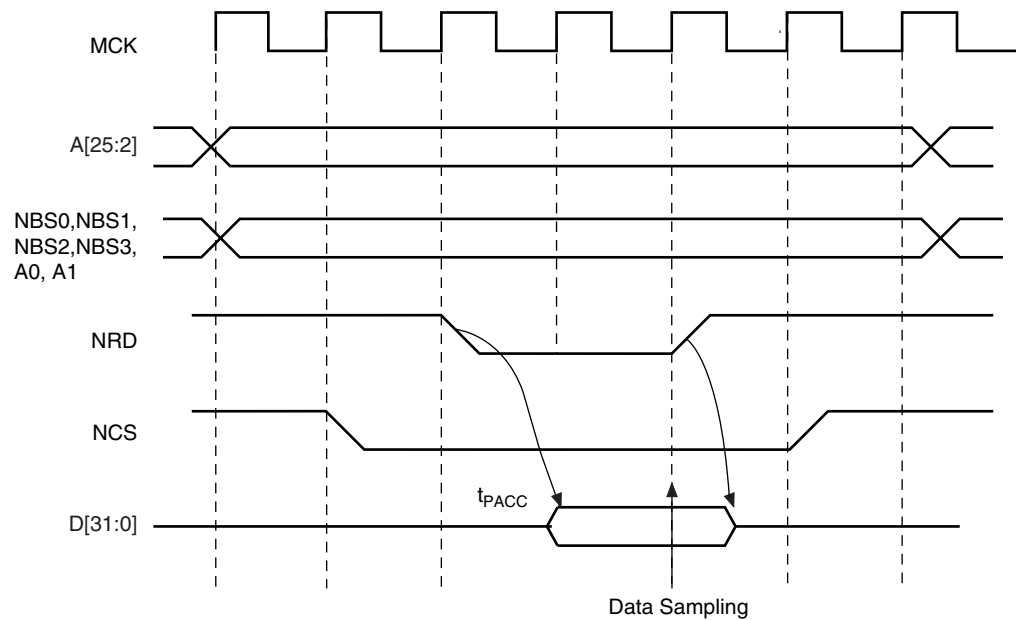 MCK
A[25:2]
NBS0,NBS1,
NBS2,NBS3,
A0, A1
NRD
NCS
tPACC
D[31:0]
Data Sampling